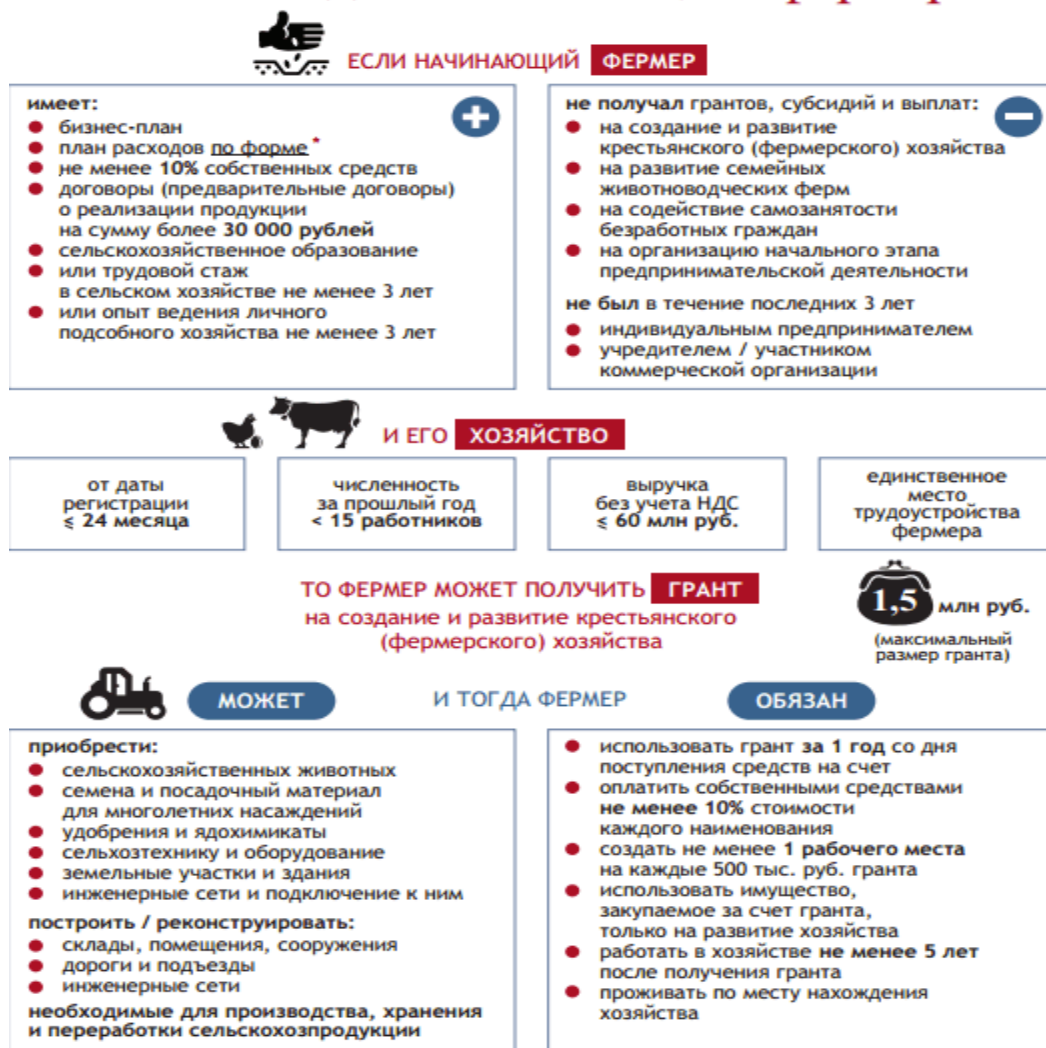 ЕСЛИ НАЧИНАЮЩИЙ ФЕРМЕР
имеет:
бизнес-план
план расходов по форме*
не менее 10% собственных средств
договоры (предварительные договоры)
о реализации продукции
на сумму более 30 000 рублей
сельскохозяйственное образование
или трудовой стаж
в сельском хозяйстве не менее 3 лет
или опыт ведения личного
подсобного хозяйства не менее 3 лет
не получал грантов, субсидий и выплат:
на создание и развитие
крестьянского (фермерского) хозяйства
на развитие семейных
животноводческих ферм
на содействие самозанятости
безработных граждан
на организацию начального этапа
предпринимательской деятельности
не был в течение последних 3 лет
индивидуальным предпринимателем
учредителем / участником
коммерческой организации
И ЕГО ХОЗЯЙСТВО
от даты
регистрации
≤ 24 месяца
численность
за прошлый год
< 15 работников
выручка
без учета НДС
≤ 60 млн руб.
единственное
место
трудоустройства
фермера
ТО ФЕРМЕР МОЖЕТ ПОЛУЧИТЬ ГРАНТ
на создание и развитие крестьянского
(фермерского) хозяйства
1,5 млн руб.
(максимальный
размер гранта)
МОЖЕТ И ТОГДА ФЕРМЕР ОБЯЗАН
приобрести:
сельскохозяйственных животных
семена и посадочный материал
для многолетних насаждений
удобрения и ядохимикаты
сельхозтехнику и оборудование
земельные участки и здания
инженерные сети и подключение к ним
построить / реконструировать:
склады, помещения, сооружения
дороги и подъезды
инженерные сети
необходимые для производства, хранения
и переработки сельскохозпродукции
использовать грант за 1 год со дня
поступления средств на счет
оплатить собственными средствами
не менее 10% стоимости
каждого наименования
создать не менее 1 рабочего места
на каждые 500 тыс. руб. гранта
использовать имущество,
закупаемое за счет гранта,
только на развитие хозяйства
работать в хозяйстве не менее 5 лет
после получения гранта
проживать по месту нахождения
хозяйства